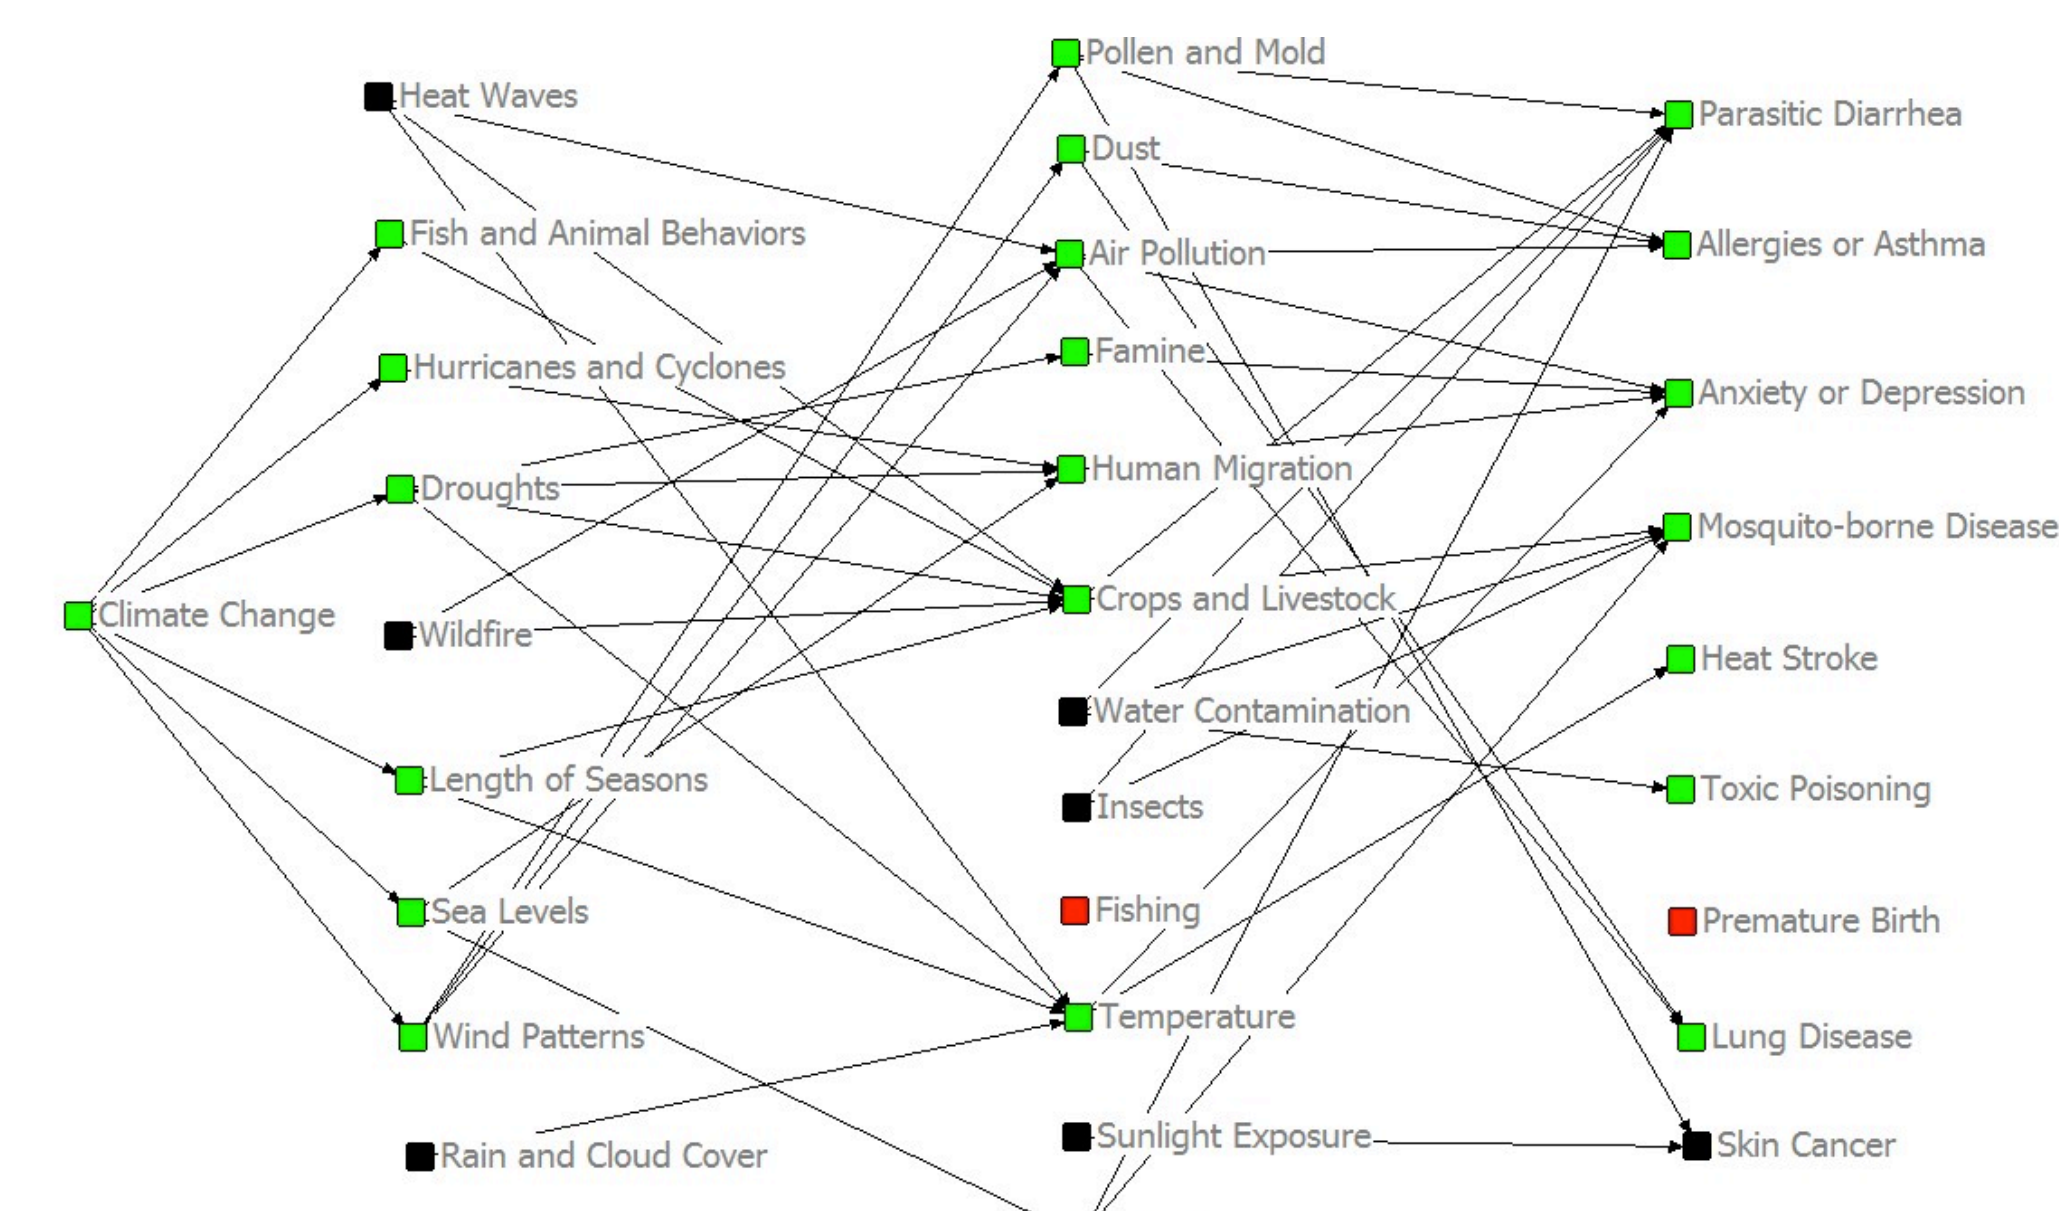 Climate Change
Heat Waves
Fish and Animal Behaviors
Hurricanes and Cyclones
Droughts
Wildfire
Length of Seasons
Sea Levels
Wind Patterns
Rain and Cloud Cover
Pollen and Mold
Dust
Air Pollution
Famine
Human Migration
Crops and Livestock
Water Contamination
Insects
Fishing
Temperature
Sunlight Exposure
Parasitic Diarrhea
Allergies or Asthma
Anxiety or Depression
Mosquito-borne Disease
Heat Stroke
Toxic Poisoning
Premature Birth
Lung Disease
Skin Cancer